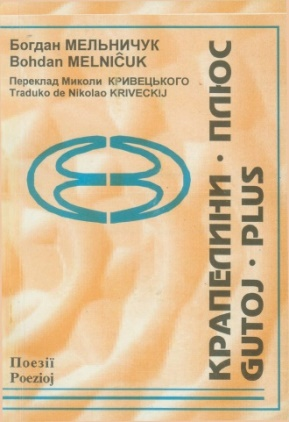 Богдан МЕЛЬНИЧУК
Bohdan MELNIĈUK
Переклад Миколи КРИВЕЦЬКОГО
Traduko de Nikolao KRIVECKIJ
КРАПЕЛИНИ · ПЛЮС
GUTOJ · PLUS
Поезії
Poezioj